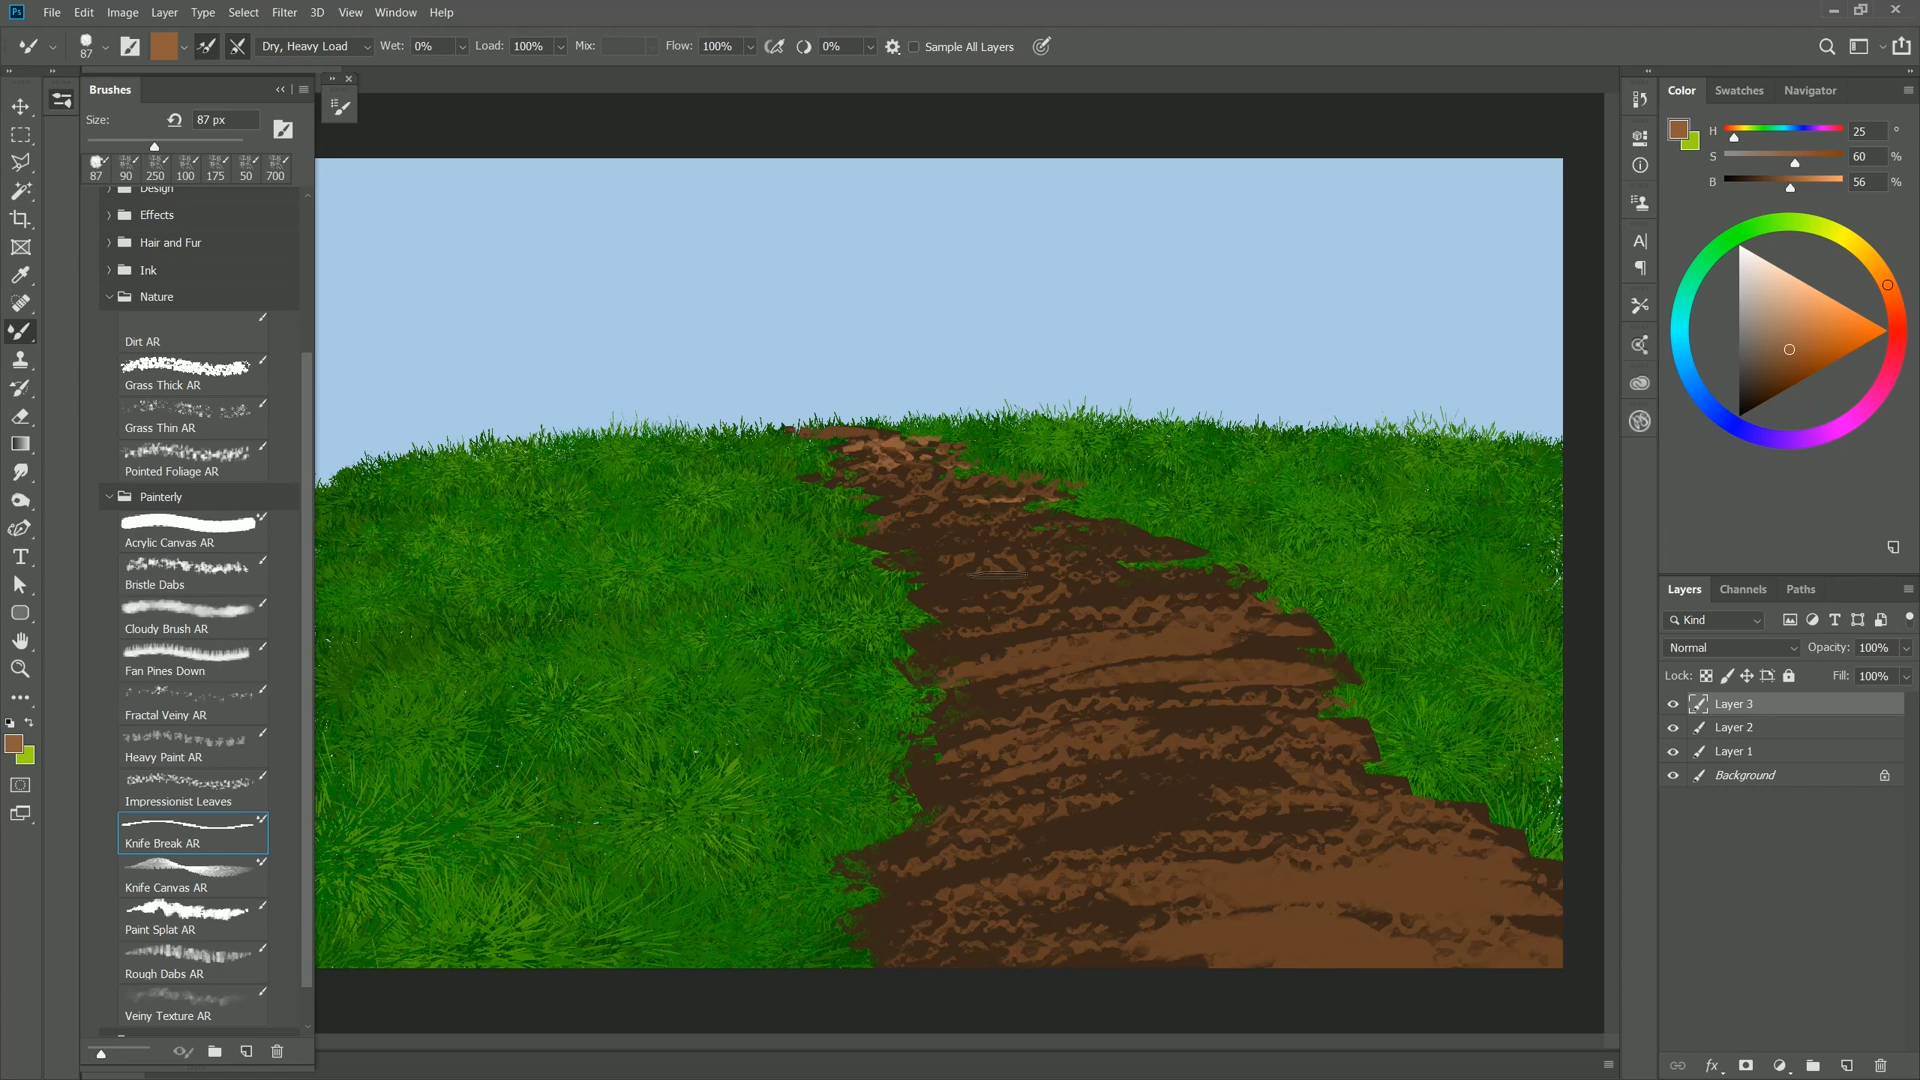 Ps File Edit Image Layer Type Select Filter 3D View Window Help
87 Dry, Heavy Load Wet: 0% Load: 100% Mix: Flow: 100% 0% Sample All Layers
Brushes
Size: 87 px
87 90 250 100 175 50 700
Design
Effects
Hair and Fur
Ink
Nature
Dirt AR
Grass Thick AR
Grass Thin AR
Pointed Foliage AR
Painterly
Acrylic Canvas AR
Bristle Dabs
Cloudy Brush AR
Fan Pines Down
Fractal Veiny AR
Heavy Paint AR
Impressionist Leaves
Knife Break AR
Knife Canvas AR
Paint Splat AR
Rough Dabs AR
Veiny Texture AR
Color Swatches Navigator
H 25 °
S 60 %
B 56 %
Layers Channels Paths
Kind
Normal Opacity: 100%
Lock: Fill: 100%
Layer 3
Layer 2
Layer 1
Background
fx